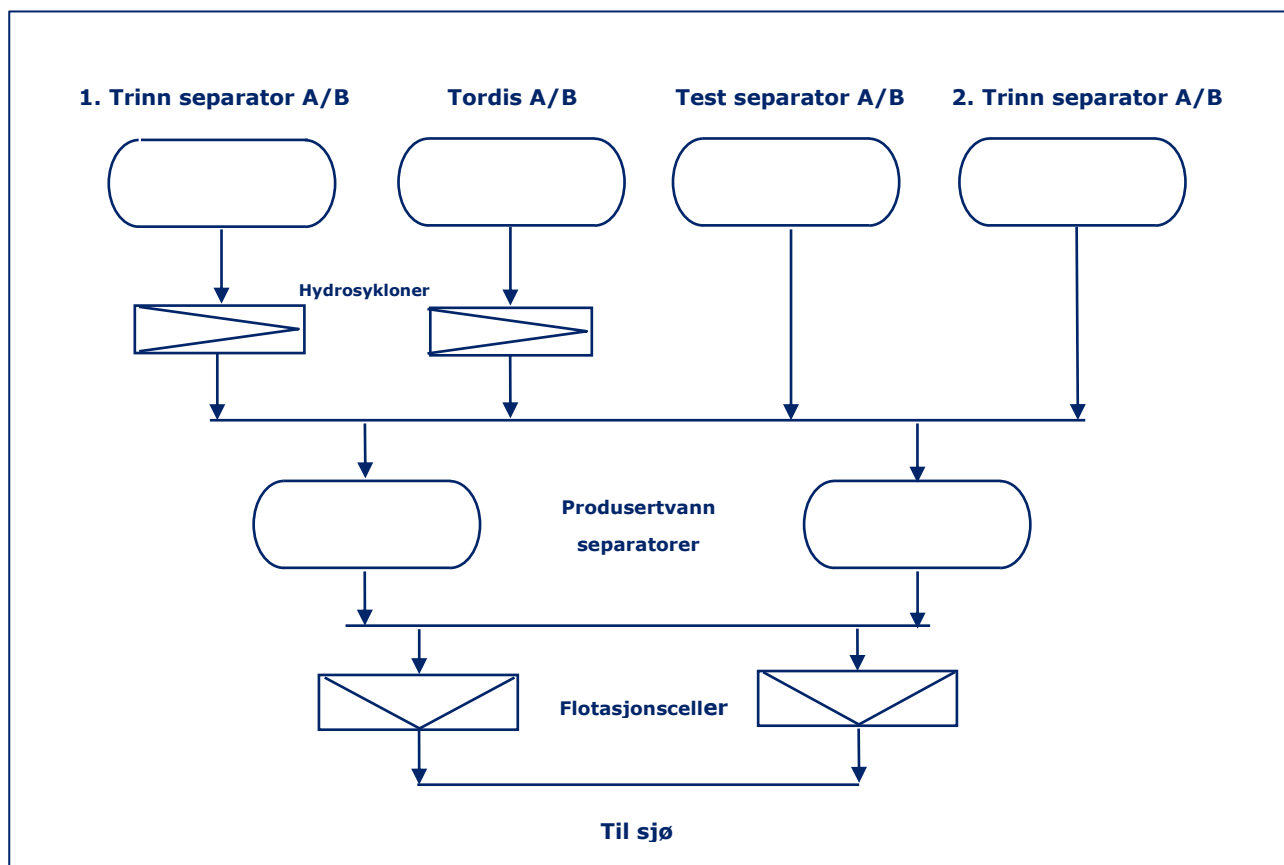 1. Trinn separator A/B
Tordis A/B
Test separator A/B
2. Trinn separator A/B
Hydrosykloner
Produsertvann
separatorer
Flotasjonsceller
Til sjø